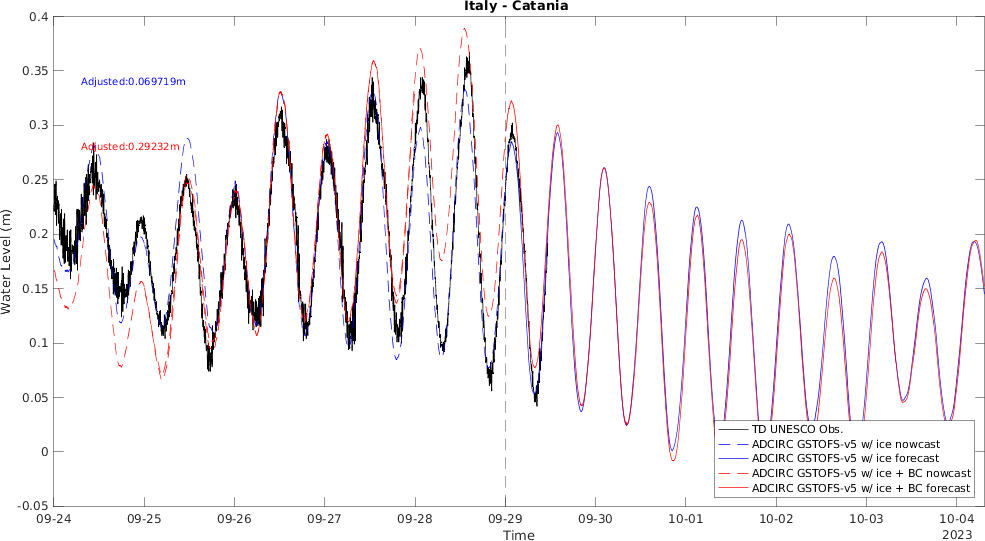 Italy - Catania
0.4
0.35
0.3
0.25
0.2
0.15
0.1
0.05
0
-0.05
Water Level (m)
Adjusted:0.069719m
Adjusted:0.29232m
TD UNESCO Obs.
ADCIRC GSTOFS-v5 w/ ice nowcast
ADCIRC GSTOFS-v5 w/ ice forecast
ADCIRC GSTOFS-v5 w/ ice + BC nowcast
ADCIRC GSTOFS-v5 w/ ice + BC forecast
09-24 09-25 09-26 09-27 09-28 09-29 09-30 10-01 10-02 10-03 10-04
2023
Time